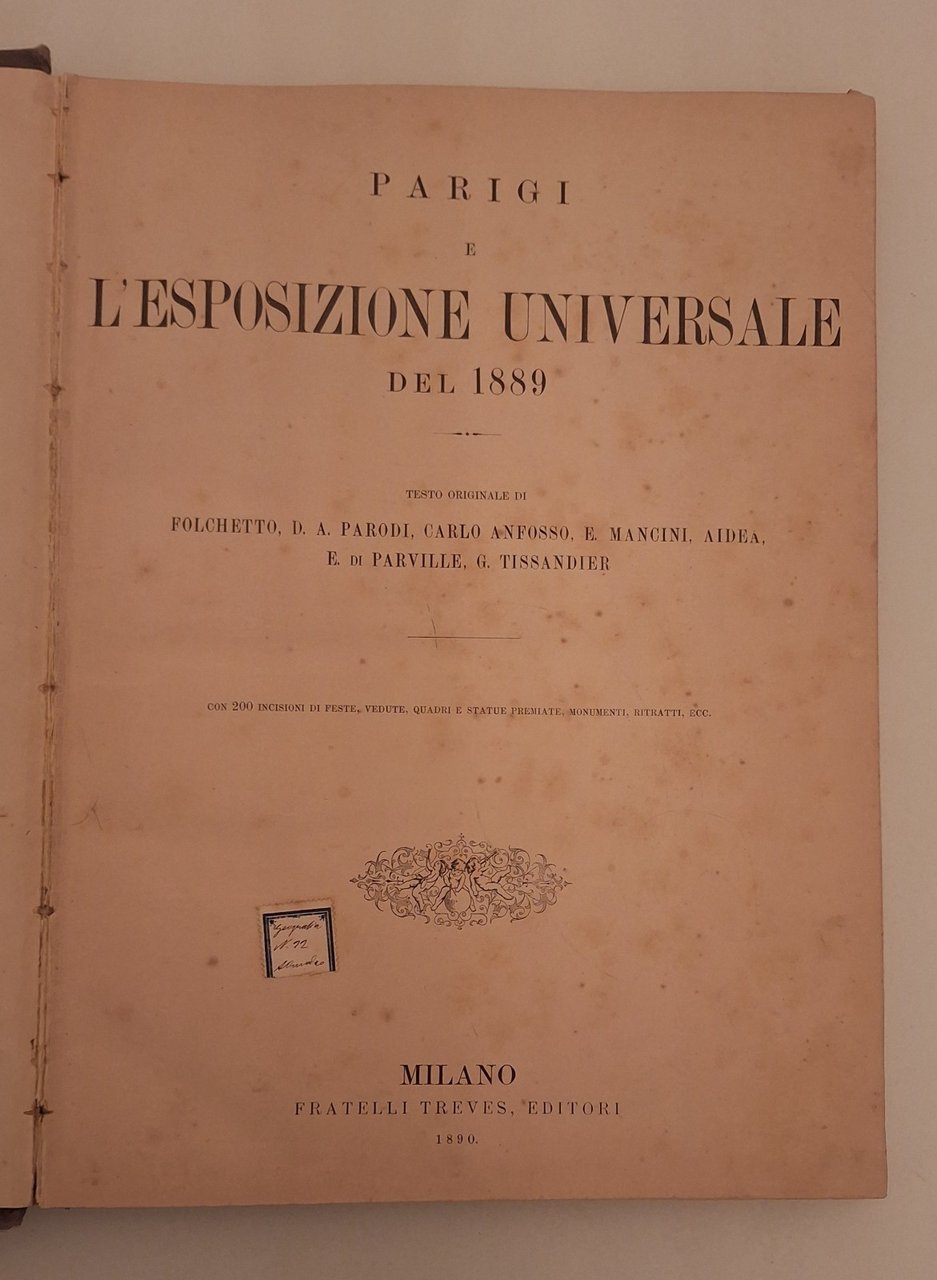 PARIGI
E
L'ESPOSIZIONE UNIVERSALE
DEL 1889
TESTO ORIGINALE DI
FOLCHETTO, D. A. PARODI, CARLO ANFOSSO, E. MANCINI, AIDEA,
E. DI PARVILLE, G. TISSANDIER
CON 200 INCISIONI DI FESTE, VEDUTE, QUADRI E STATUE PREMIATE, MONUMENTI, RITRATTI, ECC.
N. 12
MILANO
FRATELLI TREVES, EDITORI
1890.